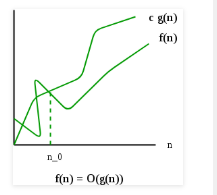 c g(n)
f(n)
n
n_0
f(n) = O(g(n))